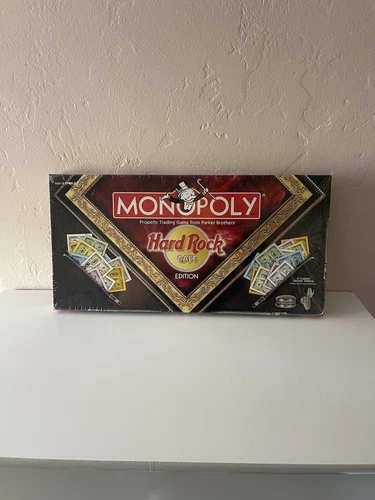 MONOPOLY
Property Trading Game from Parker Brothers
Hard Rock
CAFE
EDITION